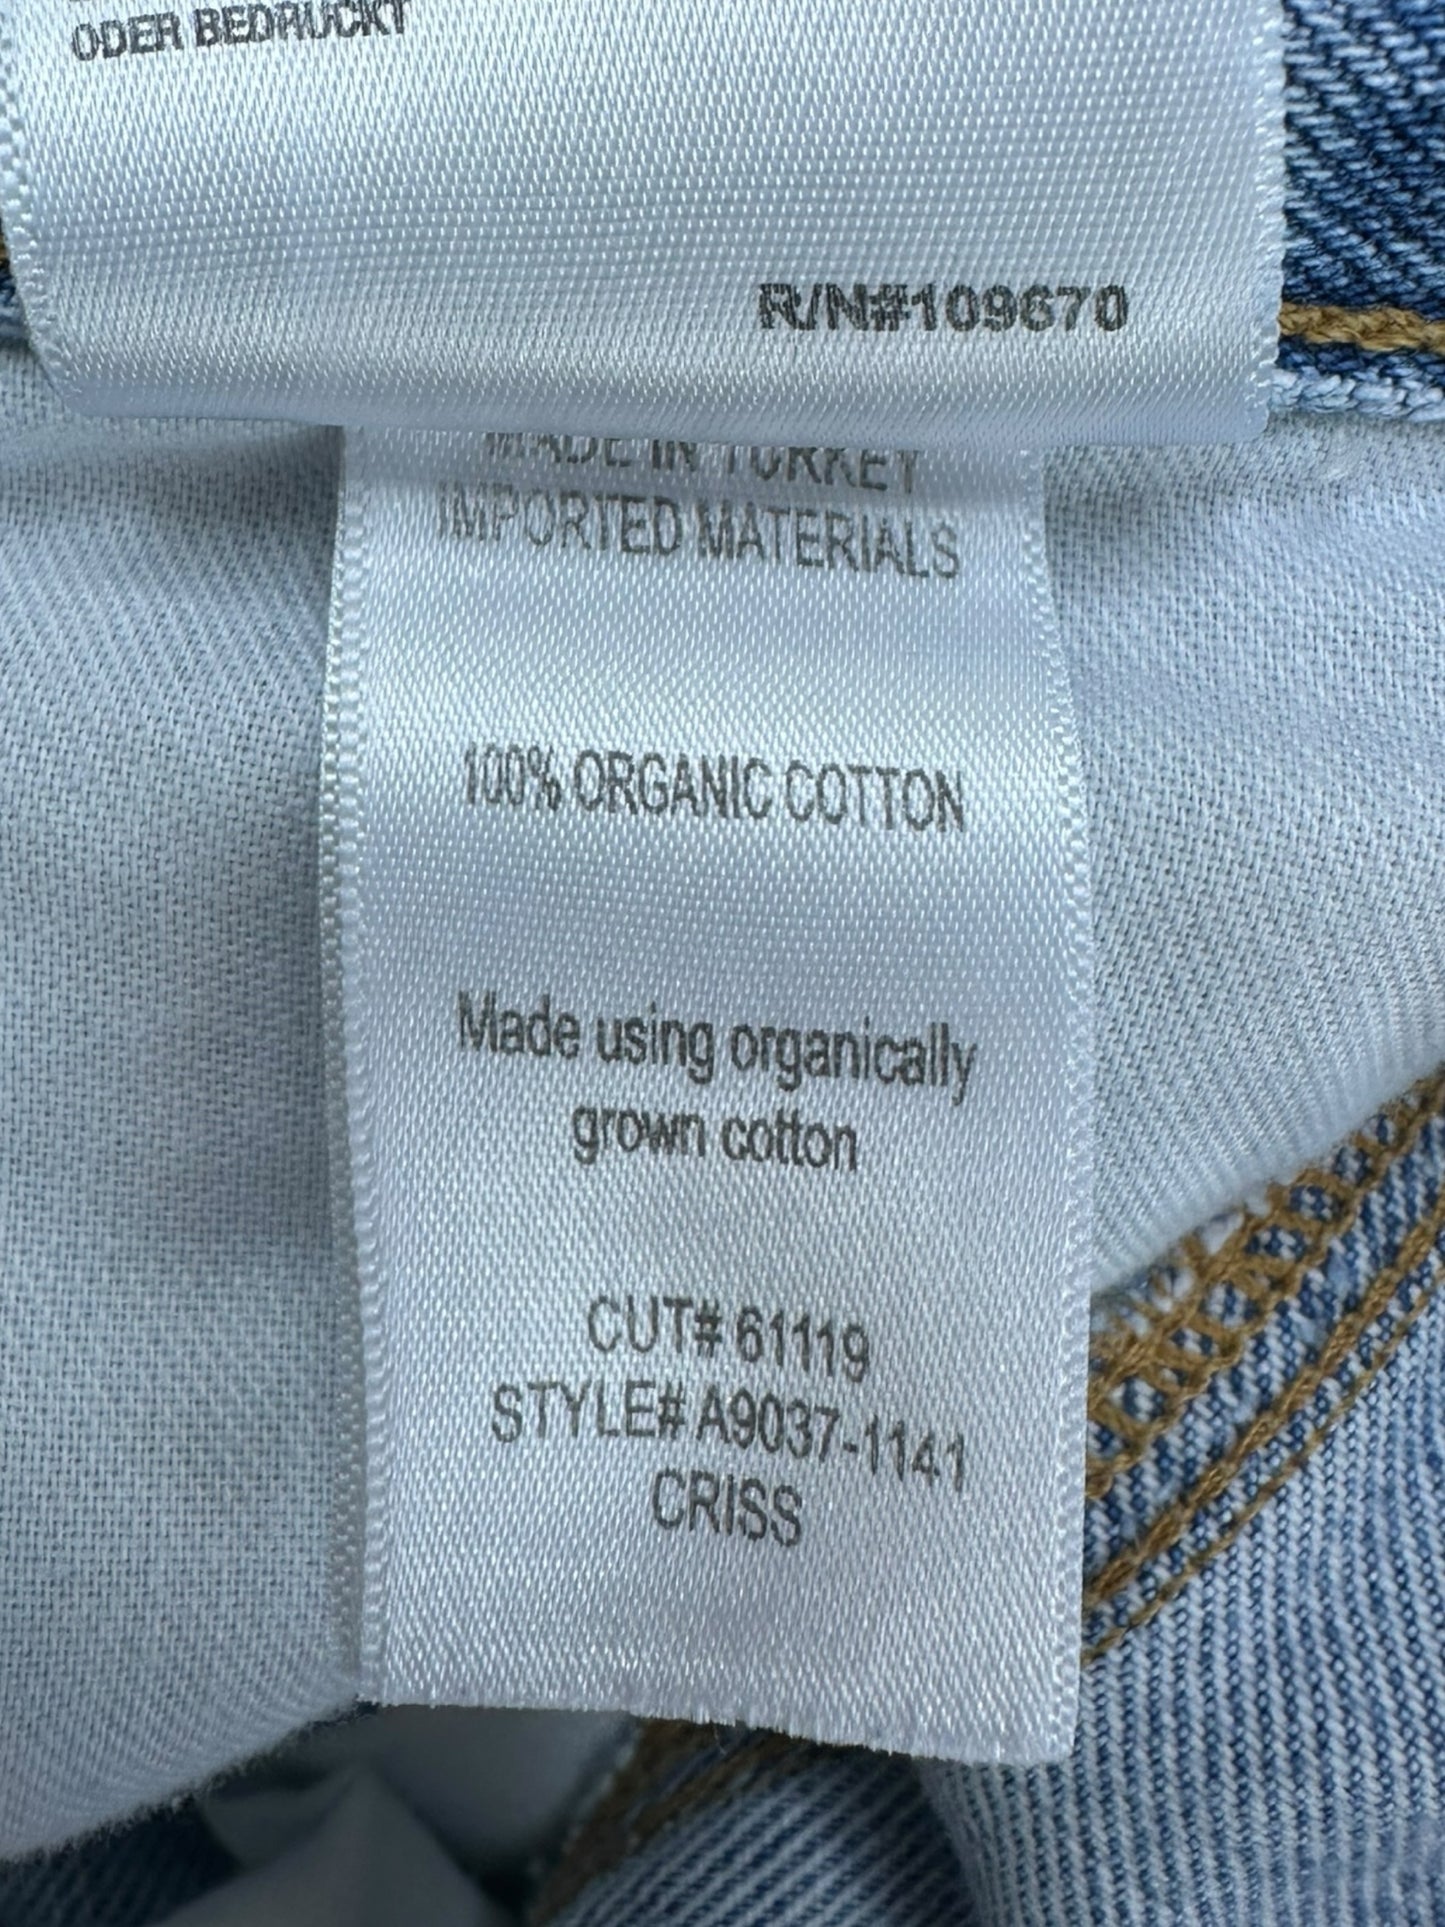 ODER BEDRUCKT
R/N#109670
MADE IN TURKEY
IMPORTED MATERIALS
100% ORGANIC COTTON
Made using organically
grown cotton
CUT# 61119
STYLE# A9037-1141
CRISS